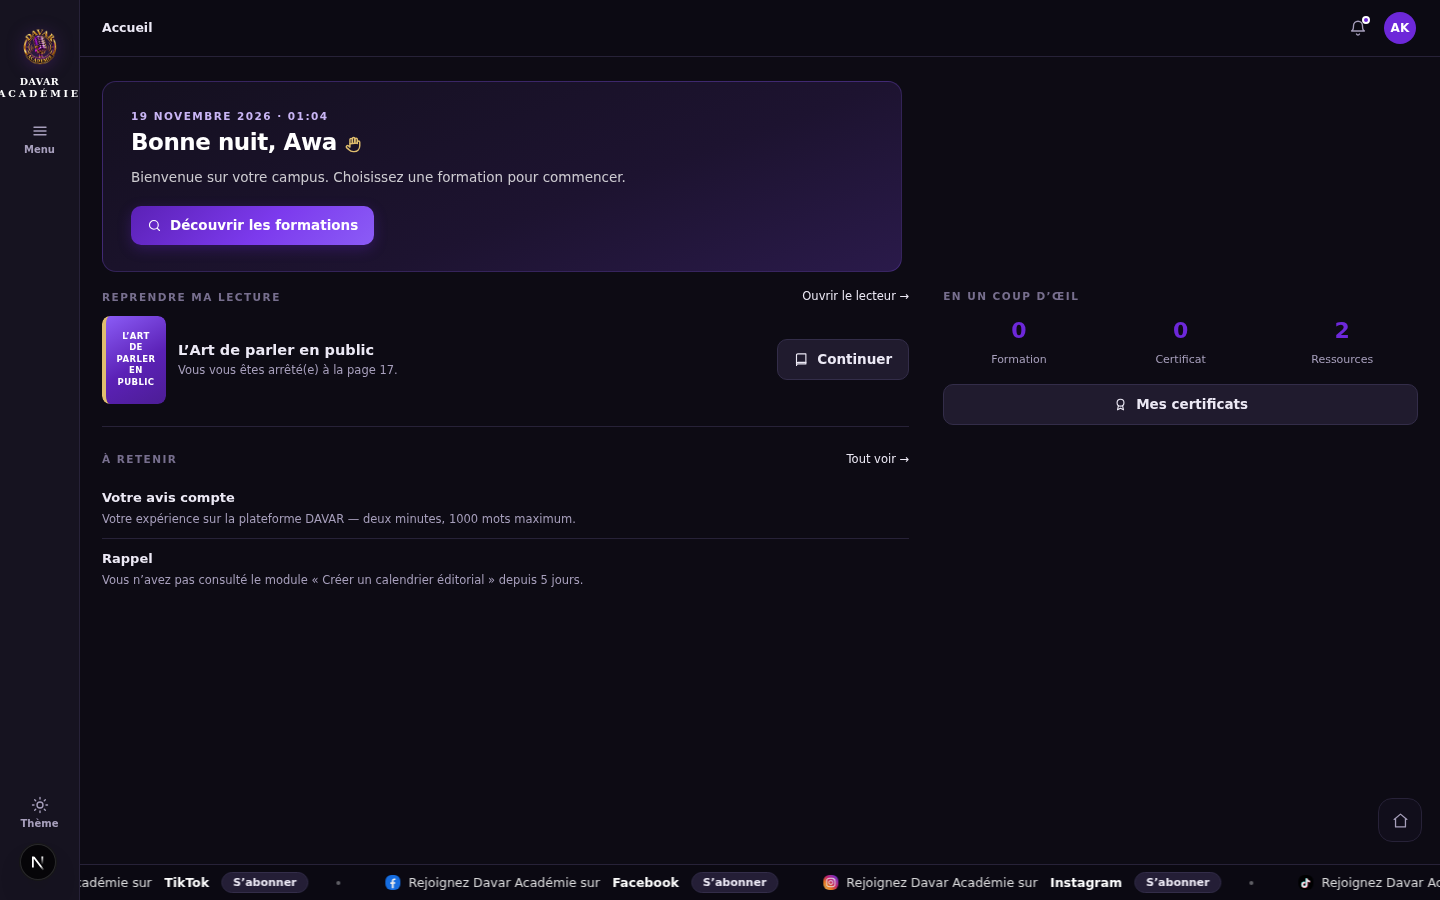 DAVAR
ACADÉMIE
Menu
Thème
Accueil
AK
19 NOVEMBRE 2026 · 01:04
Bonne nuit, Awa
Bienvenue sur votre campus. Choisissez une formation pour commencer.
Découvrir les formations
REPRENDRE MA LECTURE
Ouvrir le lecteur →
L’ART
DE
PARLER
EN
PUBLIC
L’Art de parler en public
Vous vous êtes arrêté(e) à la page 17.
Continuer
EN UN COUP D’ŒIL
0 0 2
Formation Certificat Ressources
Mes certificats
À RETENIR
Tout voir →
Votre avis compte
Votre expérience sur la plateforme DAVAR — deux minutes, 1000 mots maximum.
Rappel
Vous n’avez pas consulté le module « Créer un calendrier éditorial » depuis 5 jours.
cadémie sur TikTok S’abonner • Rejoignez Davar Académie sur Facebook S’abonner Rejoignez Davar Académie sur Instagram S’abonner • Rejoignez Davar Ac